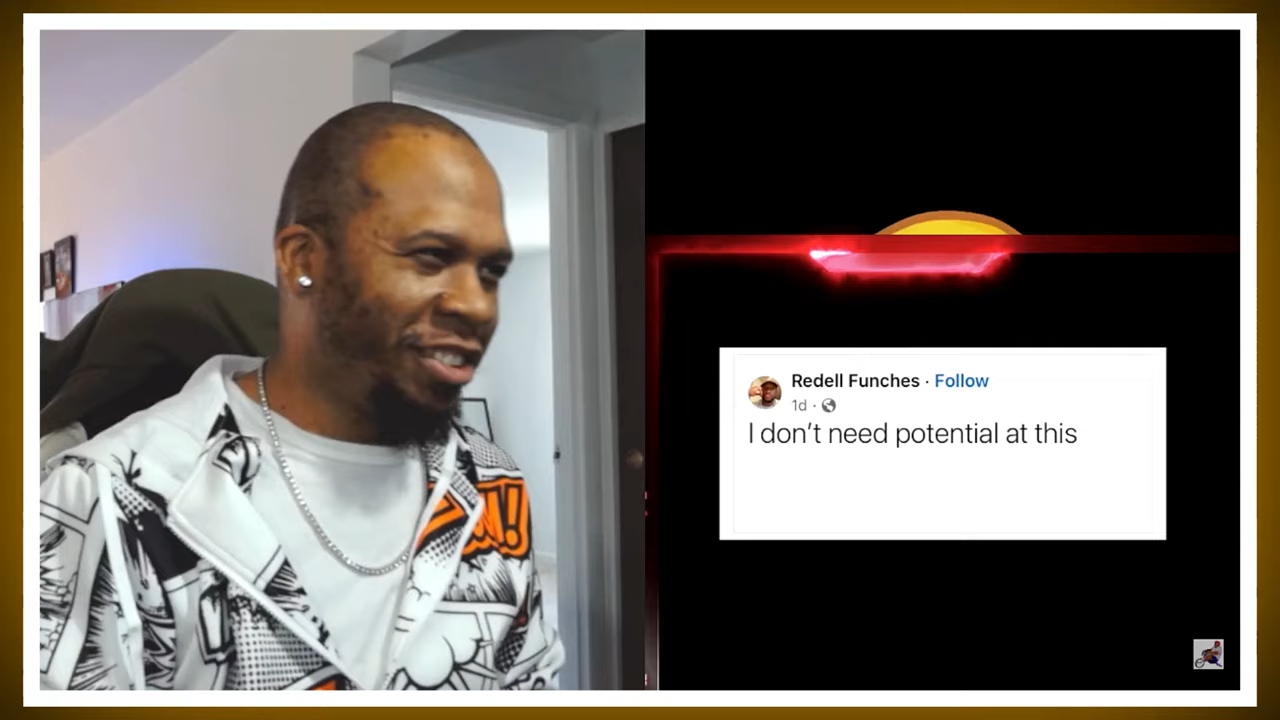 Redell Funches · Follow
1d ·
I don't need potential at this